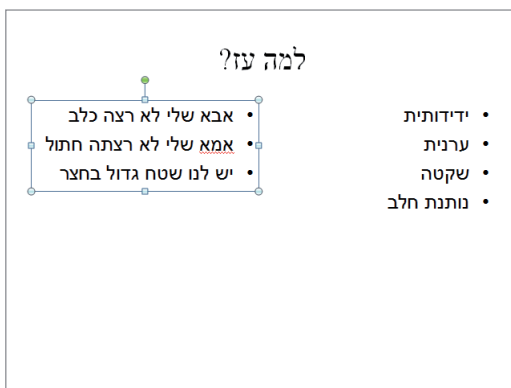 למה עז?
• ידידותית
• ערנית
• שקטה
• נותנת חלב
• אבא שלי לא רצה כלב
• אמא שלי לא רצתה חתול
• יש לנו שטח גדול בחצר